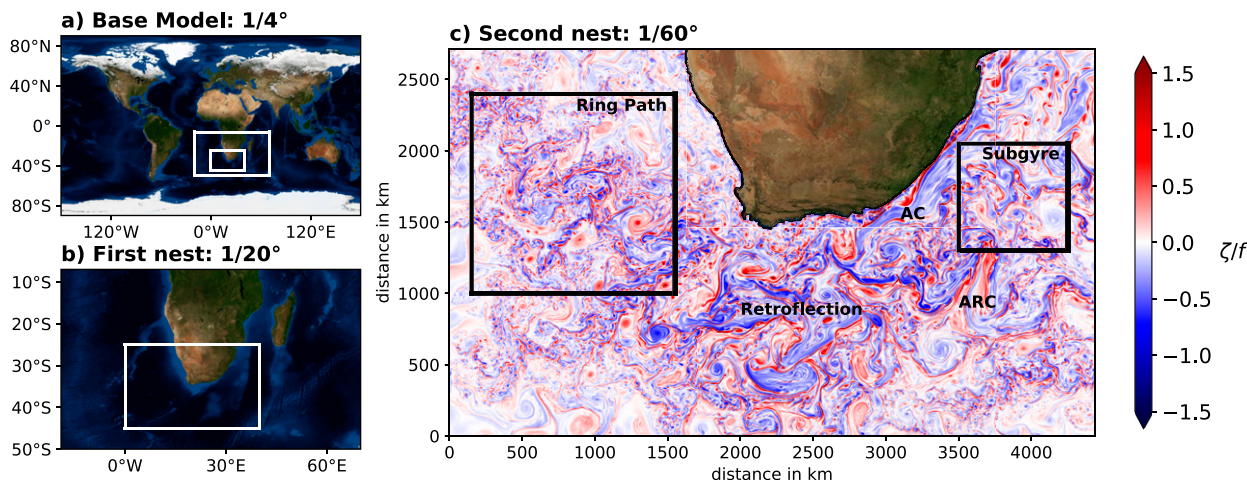 a) Base Model: 1/4°
80°N
40°N
0°
40°S
80°S
120°W
0°W
120°E
b) First nest: 1/20°
10°S
20°S
30°S
40°S
50°S
0°W
30°E
60°E
c) Second nest: 1/60°
distance in km
2500
2000
1500
1000
500
0
Ring Path
Subgyre
AC
ARC
Retroflection
0
500
1000
1500
2000
2500
3000
3500
4000
distance in km
1.5
1.0
0.5
0.0
−0.5
−1.0
−1.5
ζ/f